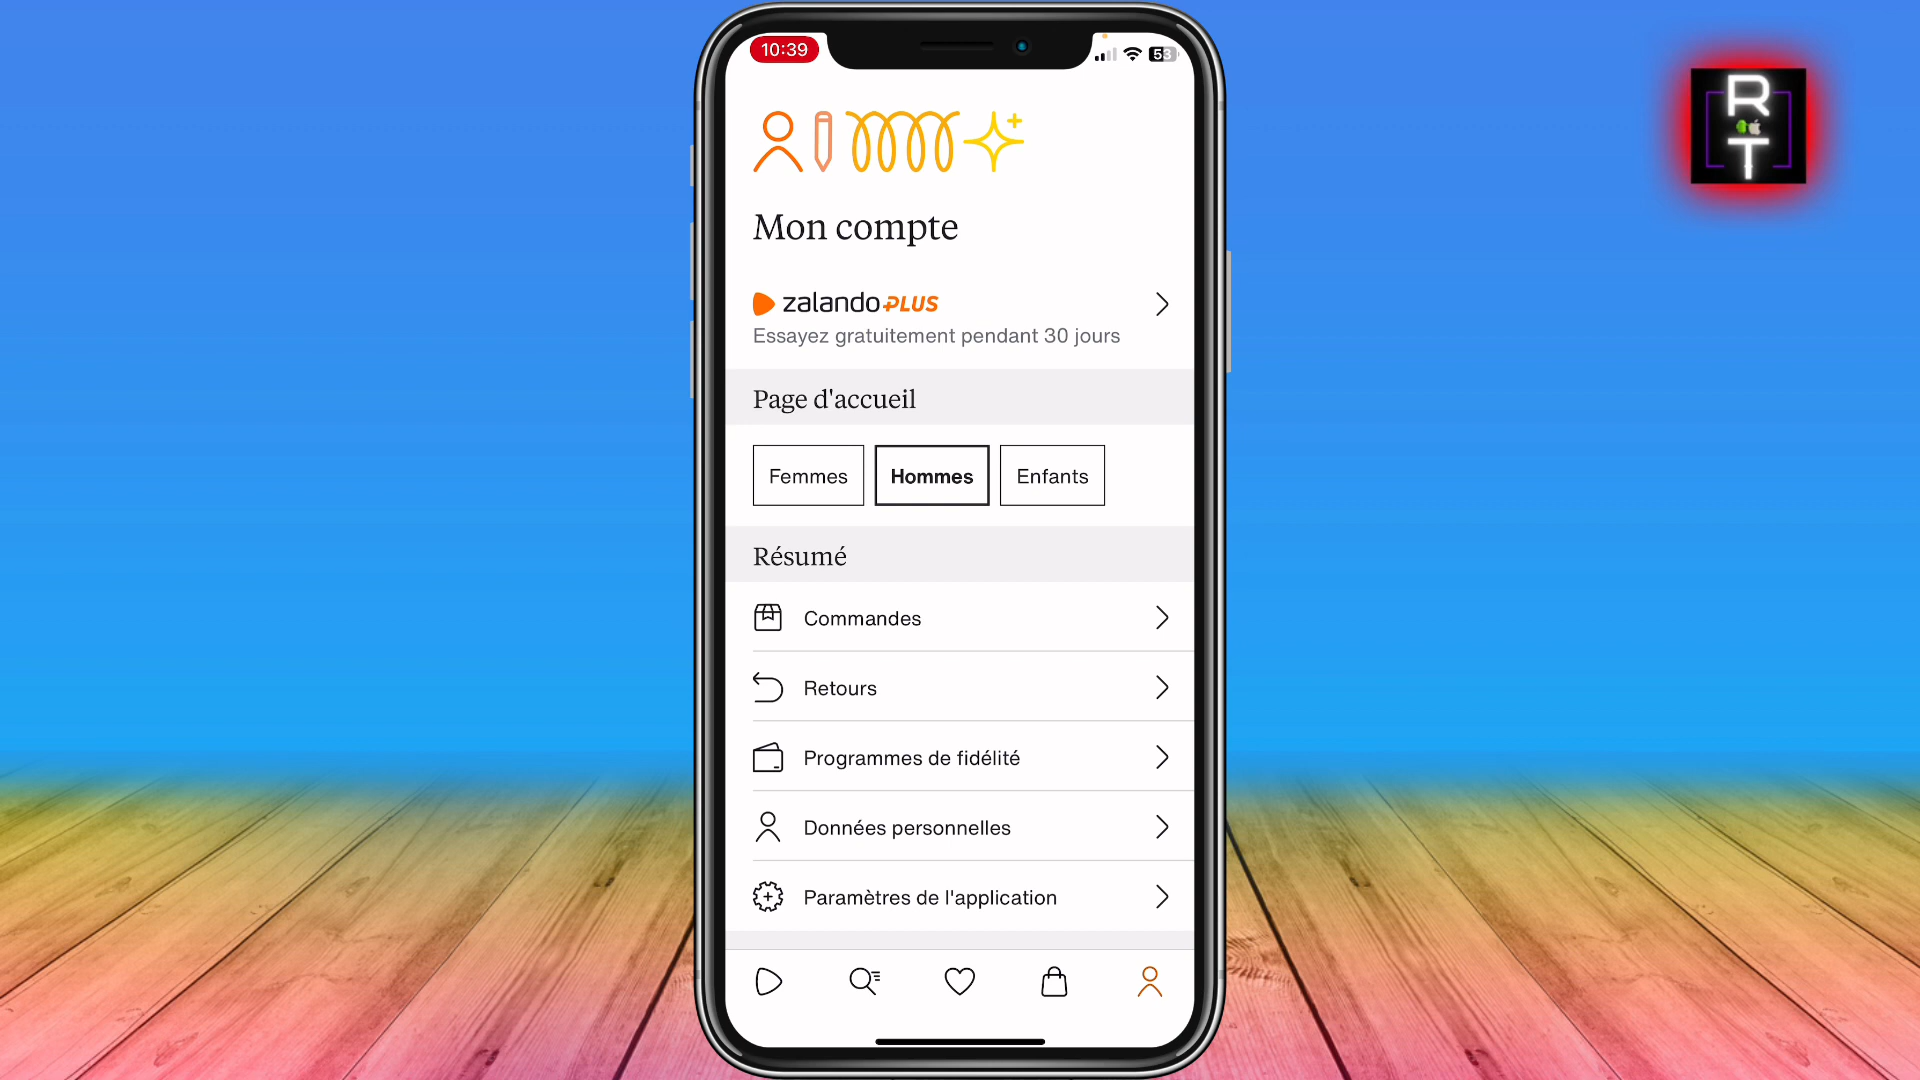 10:39
53
R
T
Mon compte
zalando PLUS
Essayez gratuitement pendant 30 jours
Page d'accueil
Femmes
Hommes
Enfants
Résumé
Commandes
Retours
Programmes de fidélité
Données personnelles
Paramètres de l'application